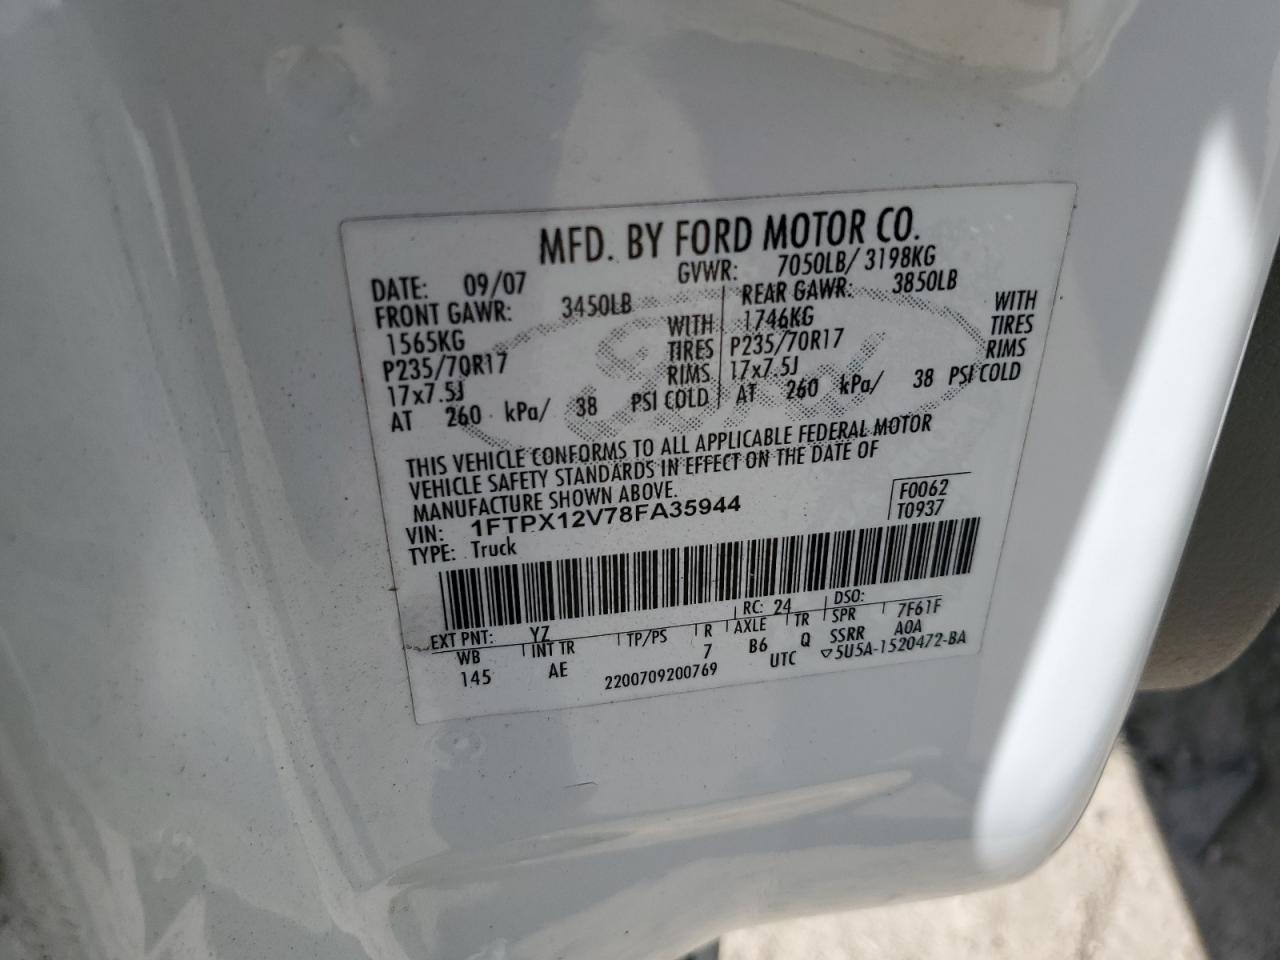 MFD. BY FORD MOTOR CO.
DATE: 09/07 GVWR: 7050LB/ 3198KG
FRONT GAWR: 3450LB REAR GAWR: 3850LB
1565KG WITH 1746KG WITH
P235/70R17 TIRES P235/70R17 TIRES
17x7.5J RIMS 17x7.5J RIMS
AT 260 kPa/ 38 PSI COLD AT 260 kPa/ 38 PSI COLD
THIS VEHICLE CONFORMS TO ALL APPLICABLE FEDERAL MOTOR
VEHICLE SAFETY STANDARDS IN EFFECT ON THE DATE OF
MANUFACTURE SHOWN ABOVE.
VIN: 1FTPX12V78FA35944 F0062
TYPE: Truck T0937
EXT PNT: YZ RC: 24 DSO:
WB INT TR TP/PS R AXLE TR SPR 7F61F
145 AE 7 B6 Q SSRR A0A
2200709200769 UTC ▽5U5A-1520472-BA